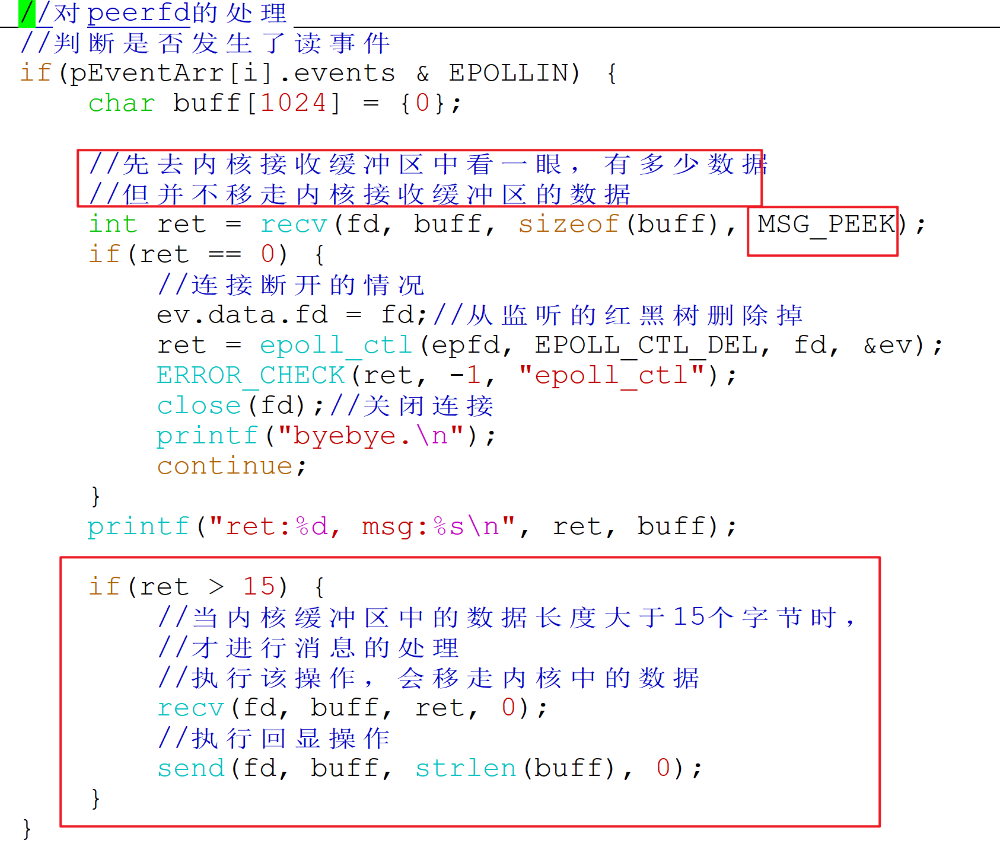 //对peerfd的处理
//判断是否发生了读事件
if(pEventArr[i].events & EPOLLIN) {
    char buff[1024] = {0};

    //先去内核接收缓冲区中看一眼，有多少数据
    //但并不移走内核接收缓冲区的数据
    int ret = recv(fd, buff, sizeof(buff), MSG_PEEK);
    if(ret == 0) {
        //连接断开的情况
        ev.data.fd = fd;//从监听的红黑树删除掉
        ret = epoll_ctl(epfd, EPOLL_CTL_DEL, fd, &ev);
        ERROR_CHECK(ret, -1, "epoll_ctl");
        close(fd);//关闭连接
        printf("byebye.\n");
        continue;
    }
    printf("ret:%d, msg:%s\n", ret, buff);

    if(ret > 15) {
        //当内核缓冲区中的数据长度大于15个字节时，
        //才进行消息的处理
        //执行该操作，会移走内核中的数据
        recv(fd, buff, ret, 0);
        //执行回显操作
        send(fd, buff, strlen(buff), 0);
    }
}